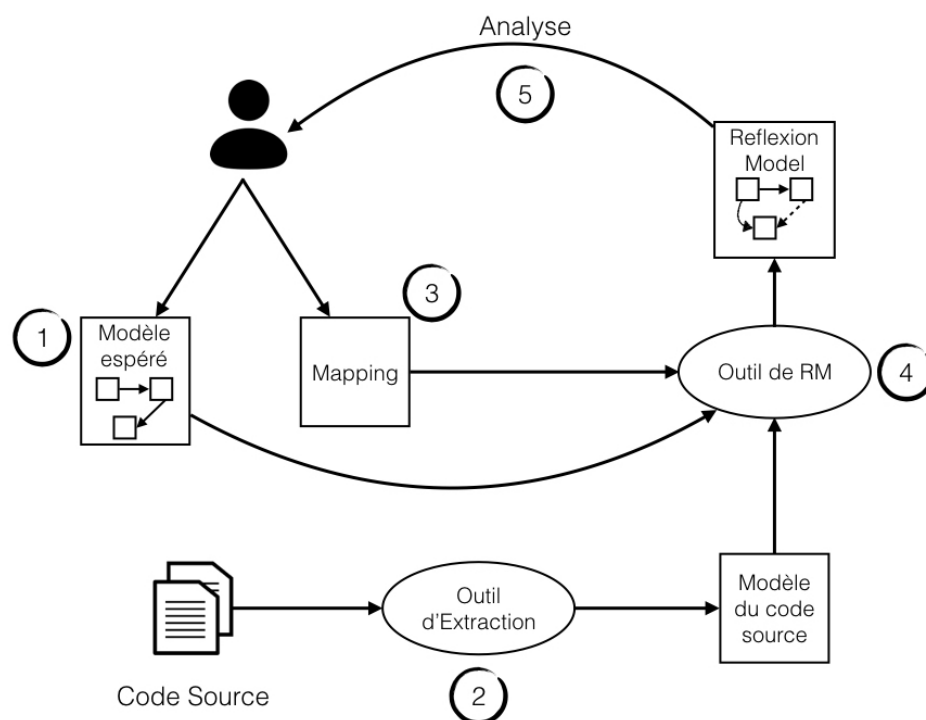 Analyse
5
Reflexion
Model
3
1
Modèle
espéré
Mapping
Outil de RM
4
Outil
d'Extraction
Modèle
du code
source
Code Source
2